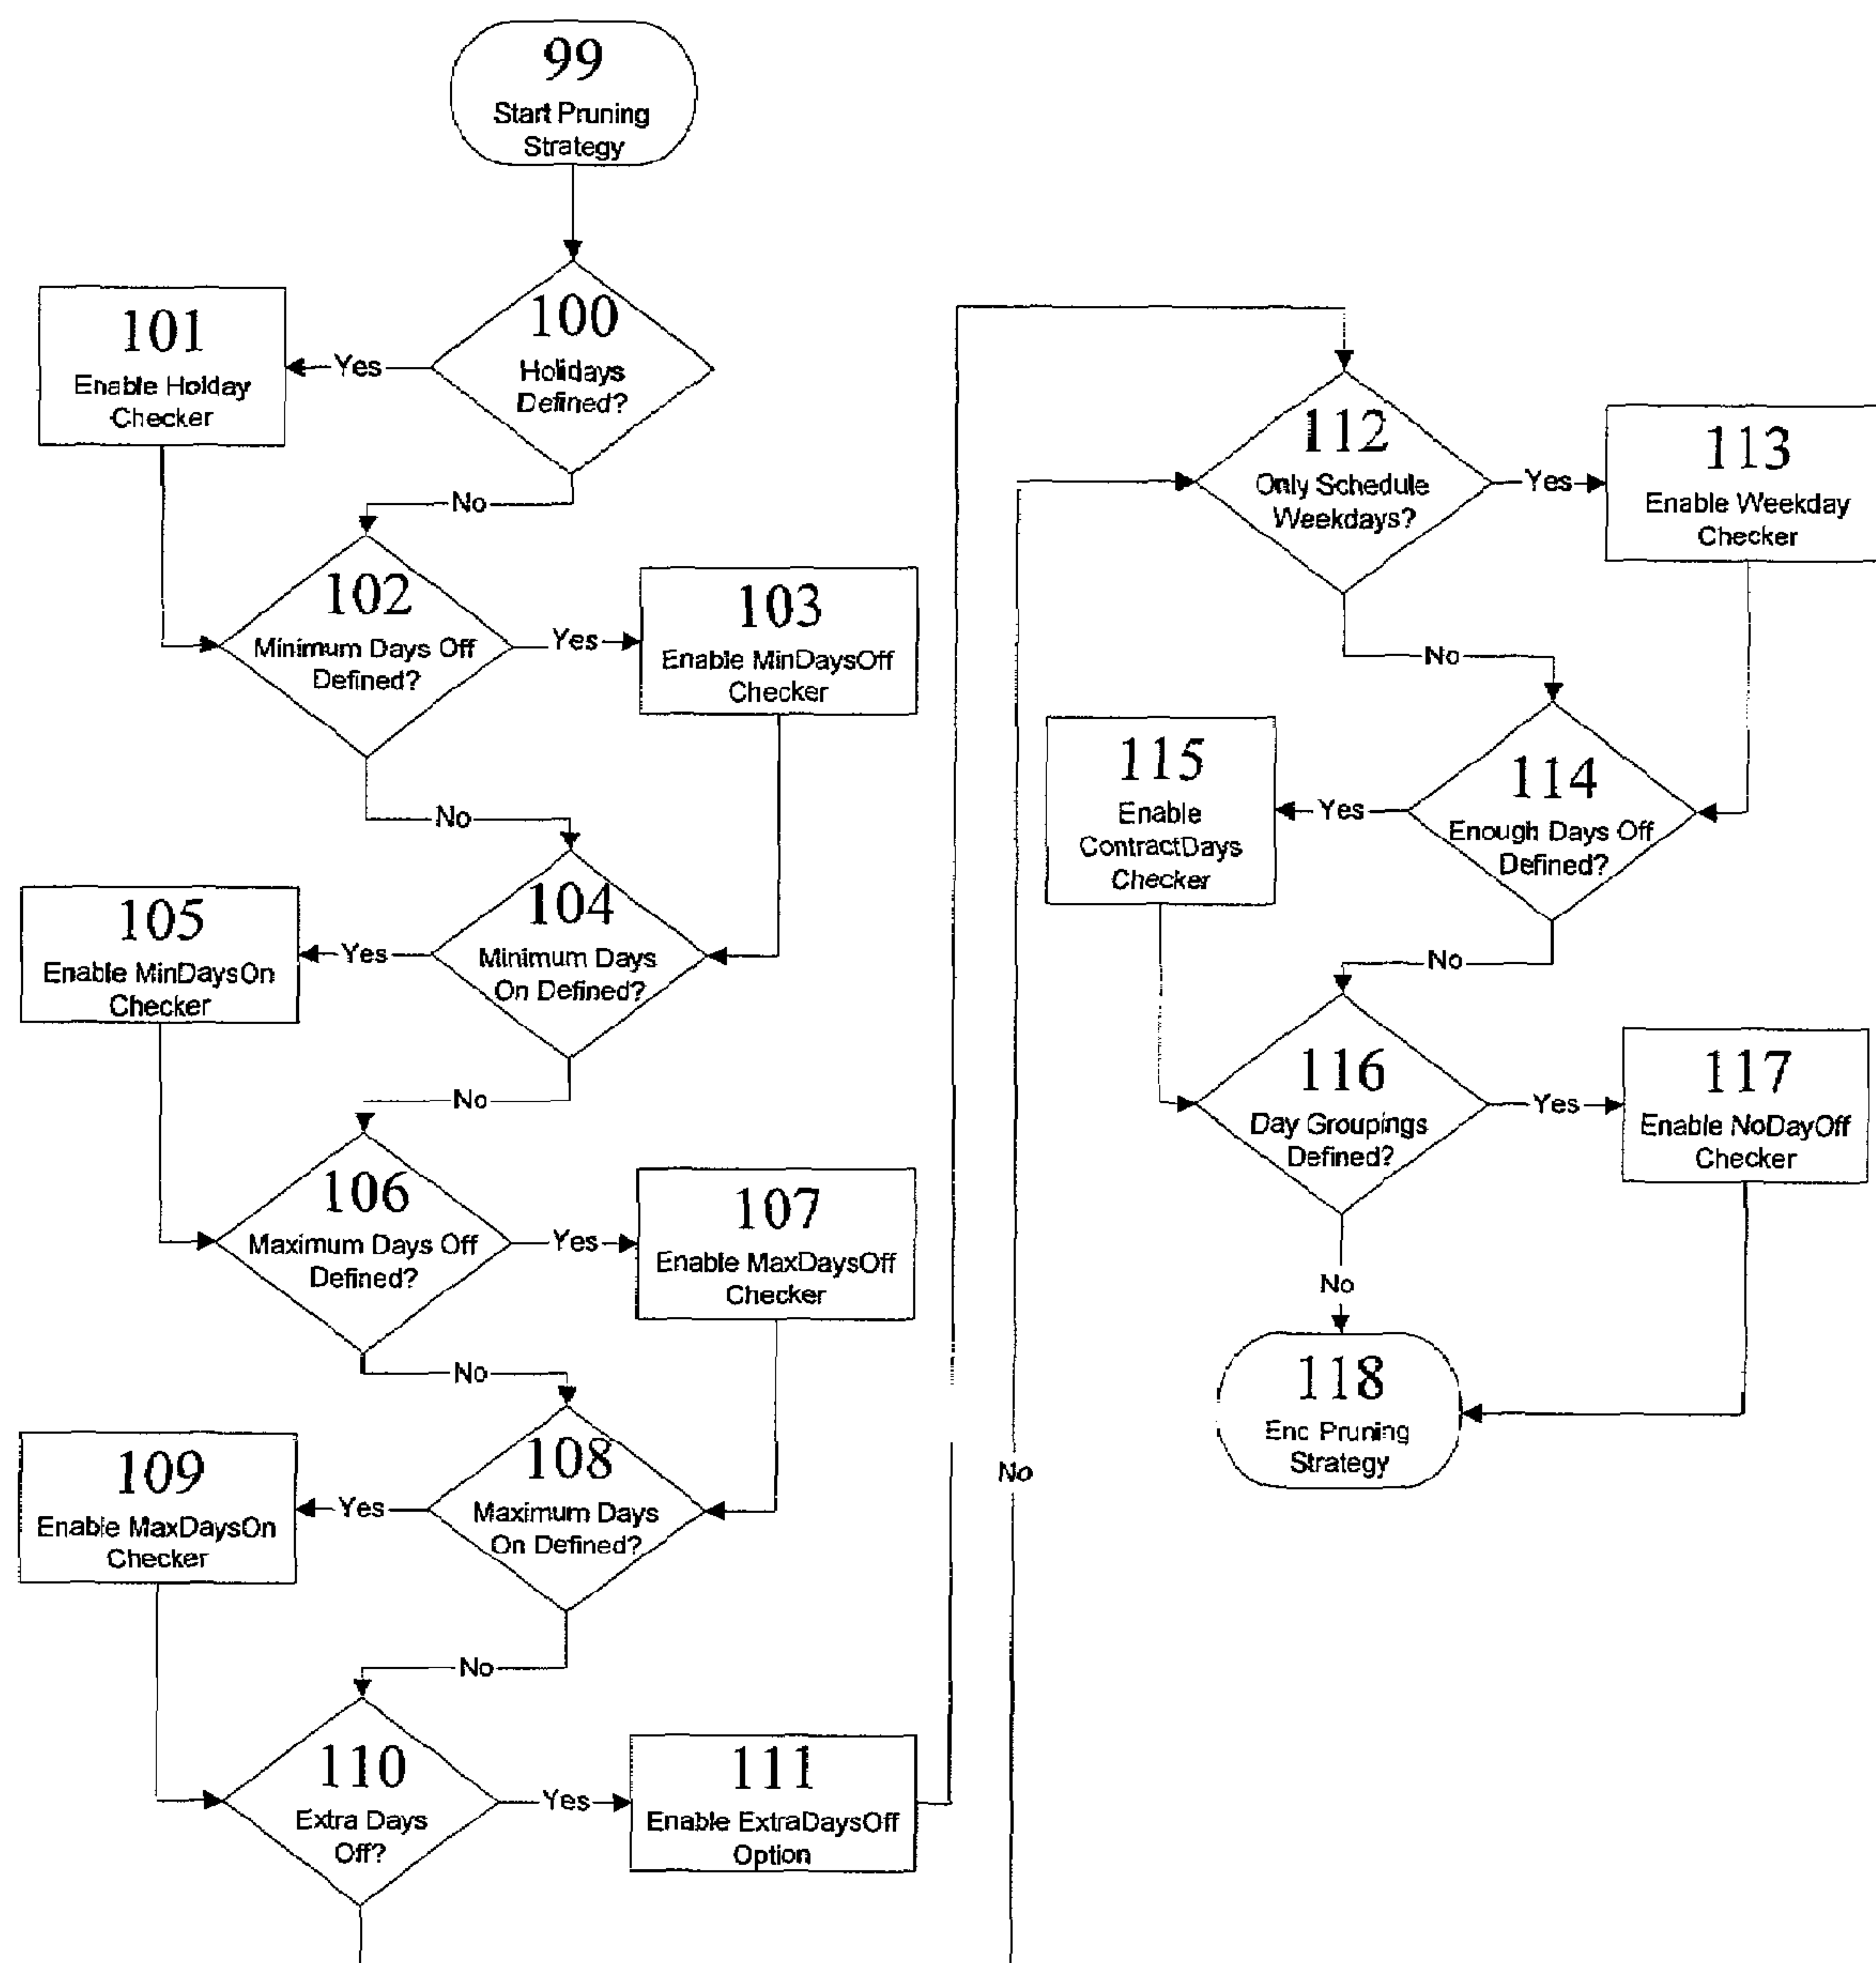 99
Start Pruning
Strategy
100
Holidays
Defined?
Yes
101
Enable Holday
Checker
No
102
Minimum Days Off
Defined?
Yes
103
Enable MinDaysOff
Checker
No
104
Minimum Days
On Defined?
Yes
105
Enable MinDaysOn
Checker
No
106
Maximum Days Off
Defined?
Yes
107
Enable MaxDaysOff
Checker
No
108
Maximum Days
On Defined?
Yes
109
Enable MaxDaysOn
Checker
No
110
Extra Days
Off?
Yes
111
Enable ExtraDaysOff
Option
No
112
Only Schedule
Weekdays?
Yes
113
Enable Weekday
Checker
No
114
Enough Days Off
Defined?
Yes
115
Enable
ContractDays
Checker
No
116
Day Groupings
Defined?
Yes
117
Enable NoDayOff
Checker
No
118
Enc Pruning
Strategy